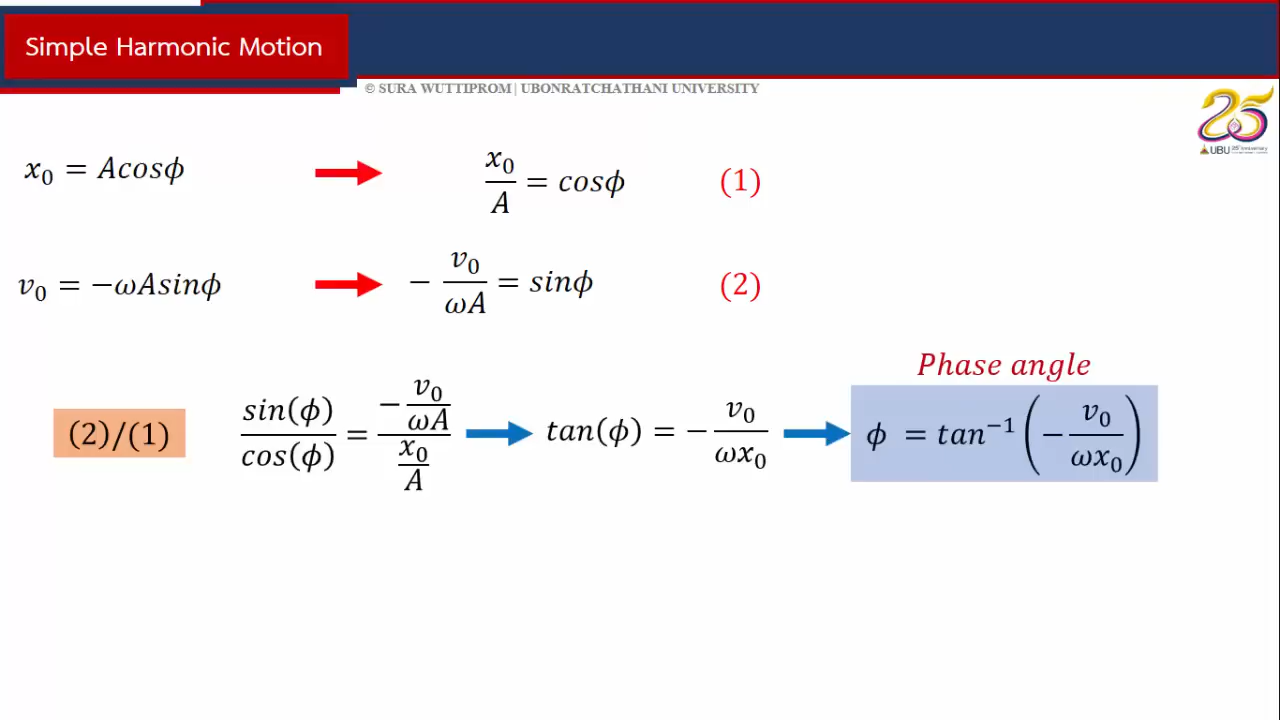 Simple Harmonic Motion
© SURA WUTTIPROM | UBONRATCHATHANI UNIVERSITY
25
UBU 25th Anniversary
x₀ = Acosϕ
x₀/A = cosϕ (1)
v₀ = −ωAsinϕ
− v₀/ωA = sinϕ (2)
Phase angle
(2)/(1)
sin(ϕ)/cos(ϕ) = (−v₀/ωA)/(x₀/A)
tan(ϕ) = − v₀/ωx₀
ϕ = tan⁻¹(− v₀/ωx₀)